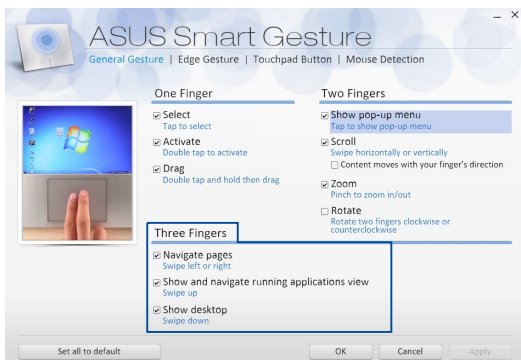 ASUS Smart Gesture
General Gesture | Edge Gesture | Touchpad Button | Mouse Detection
One Finger
Select
Tap to select
Activate
Double tap to activate
Drag
Double tap and hold then drag
Two Fingers
Show pop-up menu
Tap to show pop-up menu
Scroll
Swipe horizontally or vertically
Content moves with your finger's direction
Zoom
Pinch to zoom in/out
Rotate
Rotate two fingers clockwise or
counterclockwise
Three Fingers
Navigate pages
Swipe left or right
Show and navigate running applications view
Swipe up
Show desktop
Swipe down
Set all to default
OK
Cancel
Apply